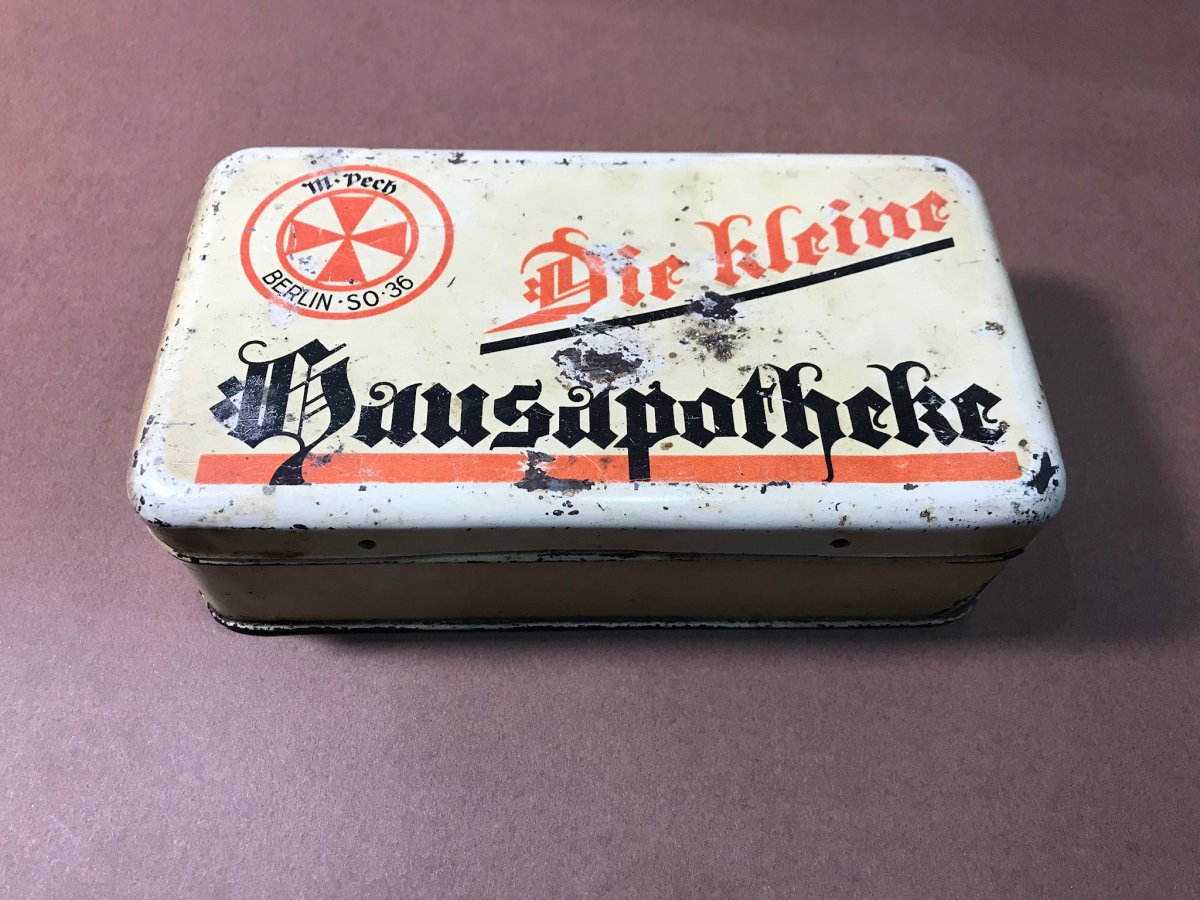 M. Pech
BERLIN · SO · 36
Die kleine
Hausapotheke